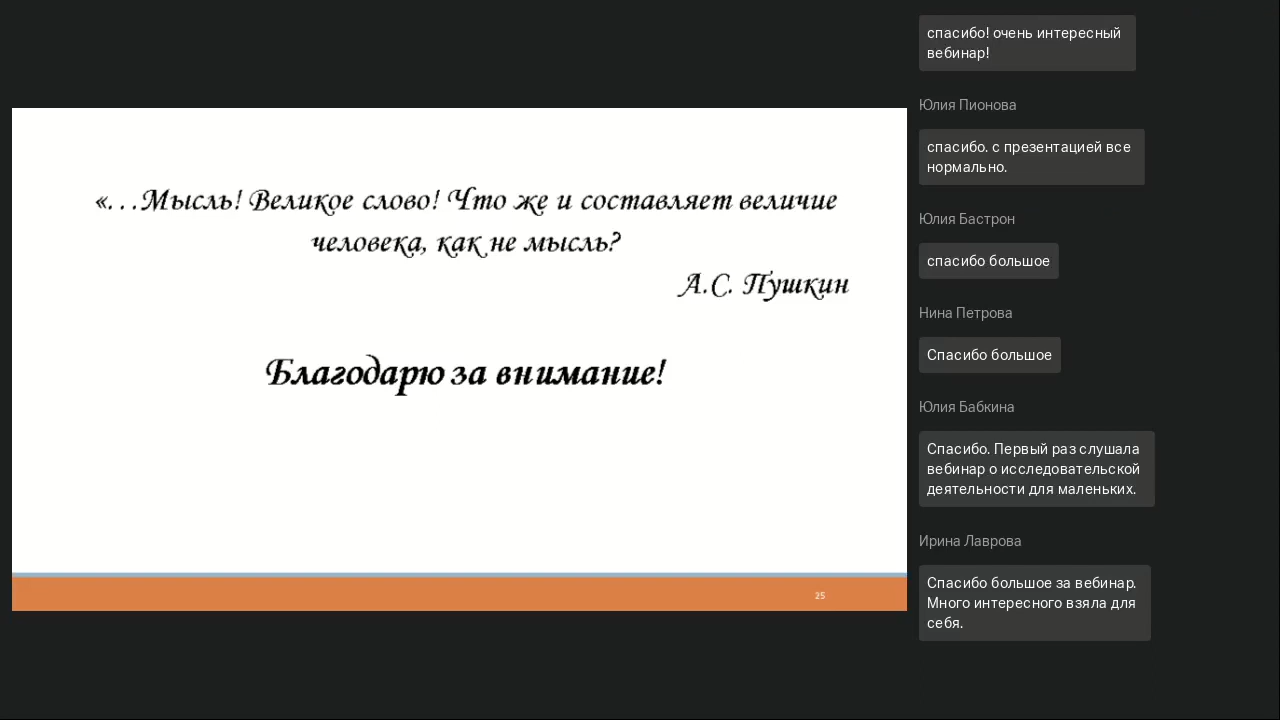 «...Мысль! Великое слово! Что же и составляет величие
человека, как не мысль?
А.С. Пушкин
Благодарю за внимание!
25
спасибо! очень интересный
вебинар!
Юлия Пионова
спасибо. с презентацией все
нормально.
Юлия Бастрон
спасибо большое
Нина Петрова
Спасибо большое
Юлия Бабкина
Спасибо. Первый раз слушала
вебинар о исследовательской
деятельности для маленьких.
Ирина Лаврова
Спасибо большое за вебинар.
Много интересного взяла для
себя.